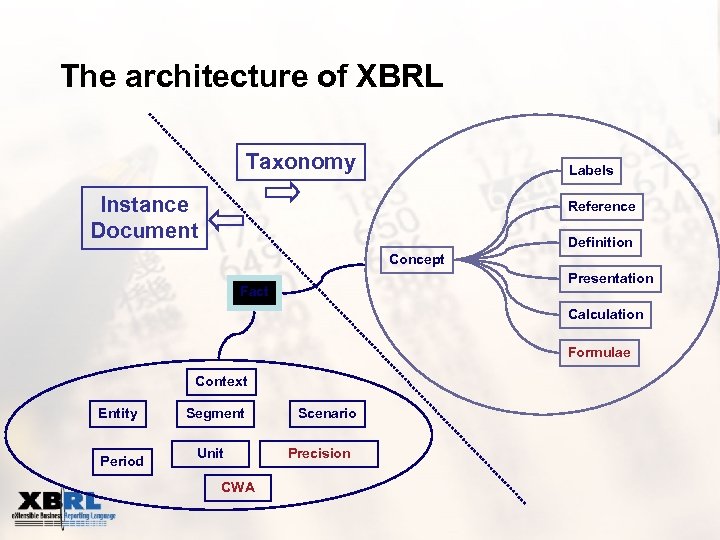 The architecture of XBRL
Taxonomy
Instance
Document
Labels
Reference
Definition
Concept
Presentation
Fact
Calculation
Formulae
Context
Entity
Segment
Scenario
Period
Unit
Precision
CWA
XBRL
eXtensible Business Reporting Language